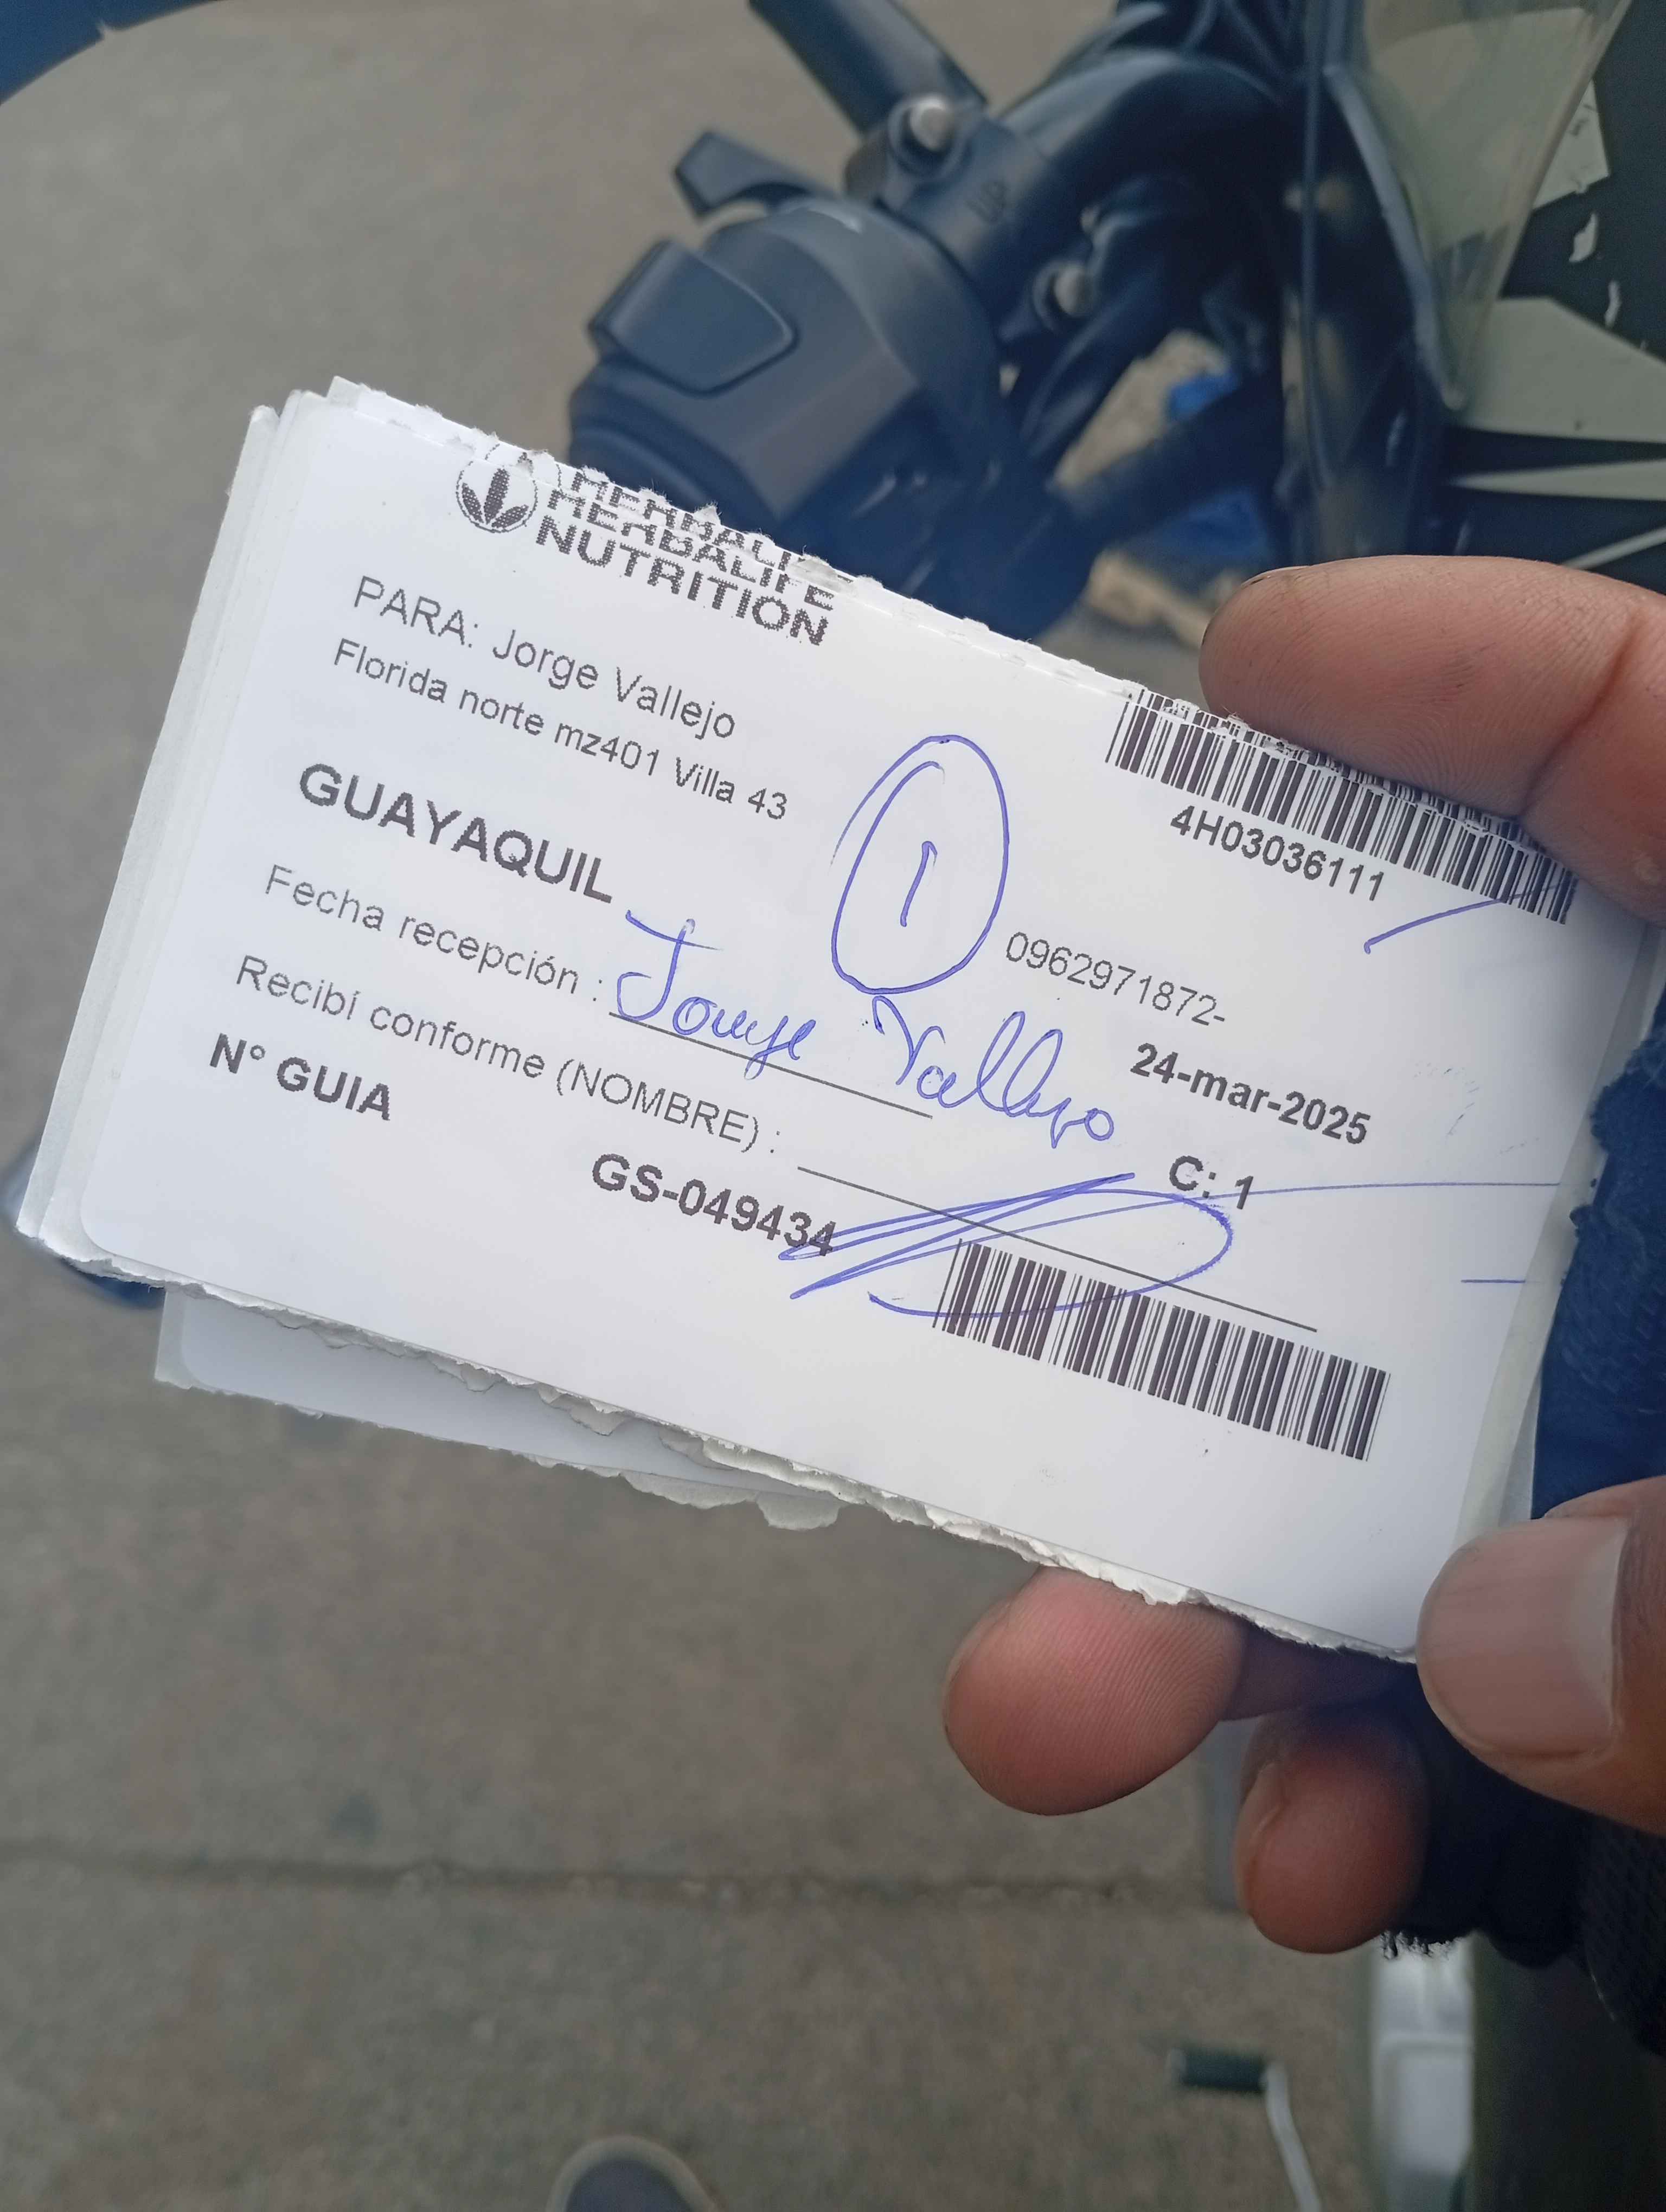 HERBALIFE
HERBALIFE
NUTRITION
PARA: Jorge Vallejo
Florida norte mz401 Villa 43
4H03036111
GUAYAQUIL
1
0962971872-
Fecha recepción : Jorge Vallejo
24-mar-2025
Recibí conforme (NOMBRE) :
C: 1
N° GUIA
GS-049434